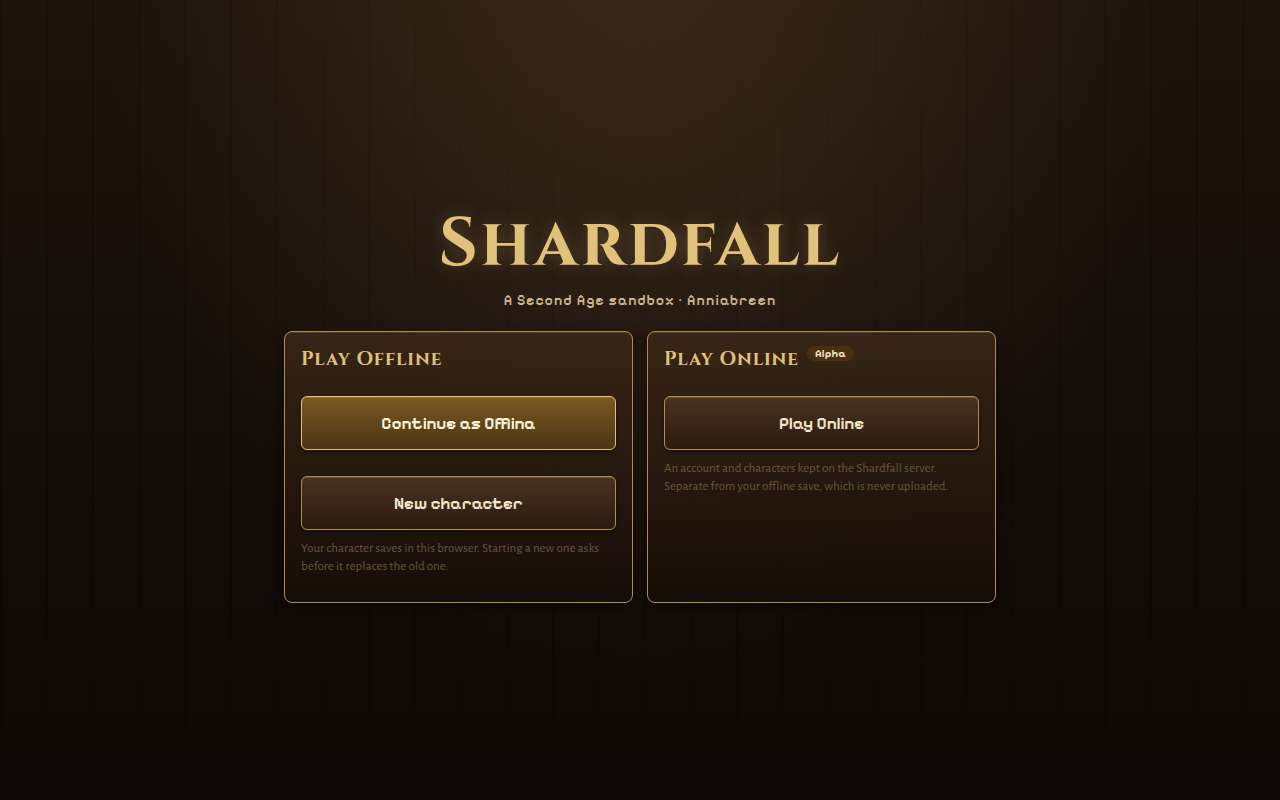 Shardfall
A Second Age sandbox · Anniabreen
Play Offline
Continue as Offina
New character
Your character saves in this browser. Starting a new one asks
before it replaces the old one.
Play Online Alpha
Play Online
An account and characters kept on the Shardfall server.
Separate from your offline save, which is never uploaded.